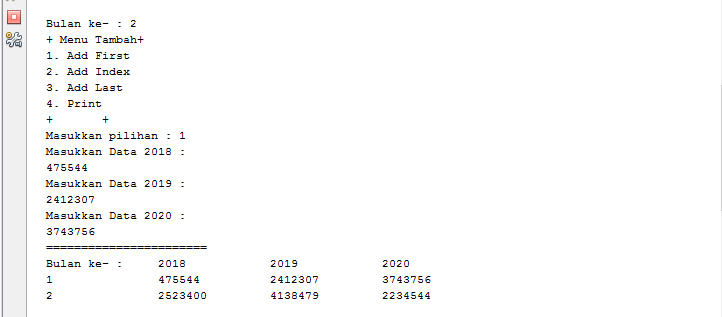 Bulan ke- : 2
+ Menu Tambah+
1. Add First
2. Add Index
3. Add Last
4. Print
+       +
Masukkan pilihan : 1
Masukkan Data 2018 :
475544
Masukkan Data 2019 :
2412307
Masukkan Data 2020 :
3743756
=======================
Bulan ke- :     2018            2019            2020
1               475544          2412307         3743756
2               2523400         4138479         2234544